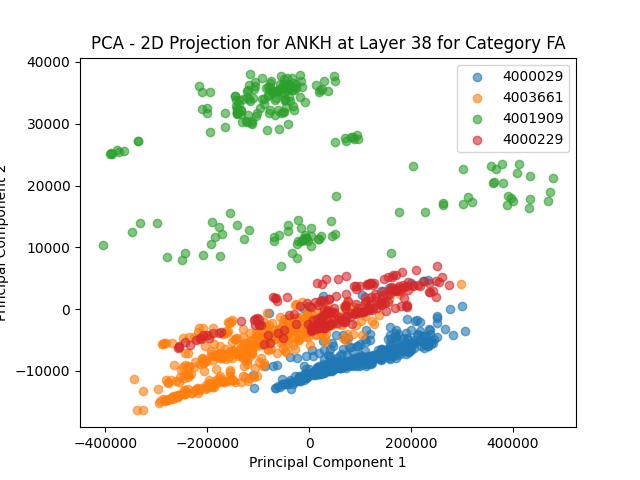 PCA - 2D Projection for ANKH at Layer 38 for Category FA
40000
30000
20000
10000
0
−10000
Principal Component 2
4000029
4003661
4001909
4000229
−400000 −200000 0 200000 400000
Principal Component 1